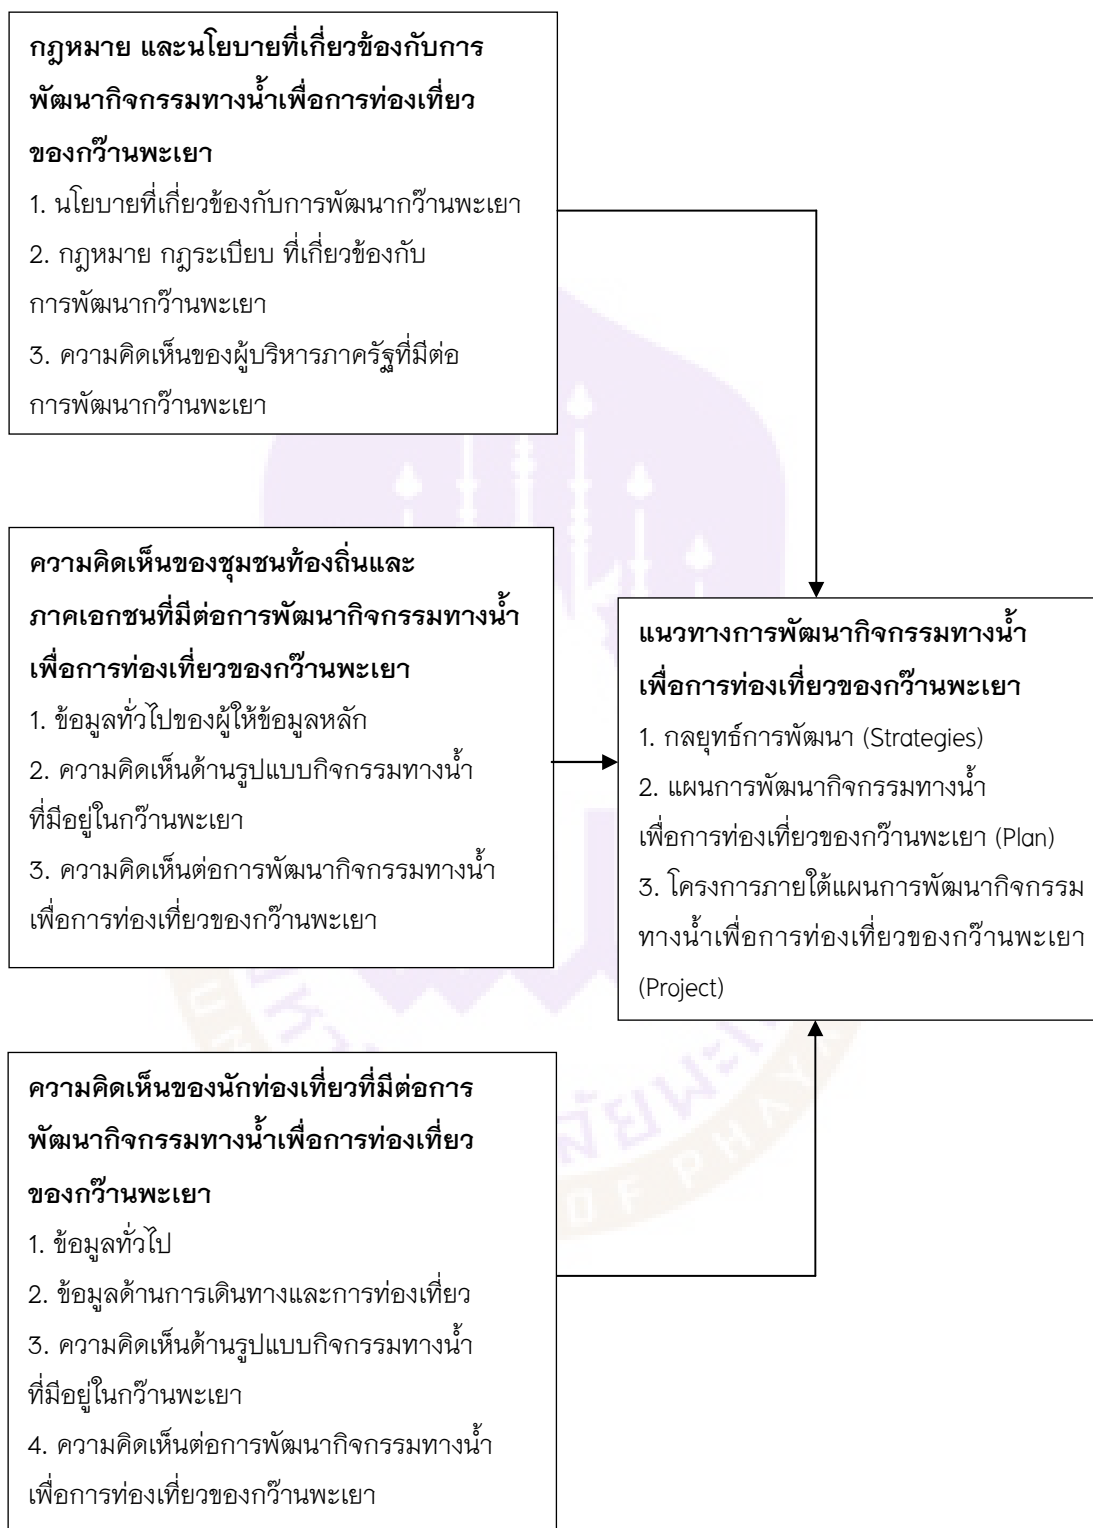 กฎหมาย และนโยบายที่เกี่ยวข้องกับการ
พัฒนากิจกรรมทางน้ำเพื่อการท่องเที่ยว
ของกว๊านพะเยา
1. นโยบายที่เกี่ยวข้องกับการพัฒนากว๊านพะเยา
2. กฎหมาย กฎระเบียบ ที่เกี่ยวข้องกับ
การพัฒนากว๊านพะเยา
3. ความคิดเห็นของผู้บริหารภาครัฐที่มีต่อ
การพัฒนากว๊านพะเยา
ความคิดเห็นของชุมชนท้องถิ่นและ
ภาคเอกชนที่มีต่อการพัฒนากิจกรรมทางน้ำ
เพื่อการท่องเที่ยวของกว๊านพะเยา
1. ข้อมูลทั่วไปของผู้ให้ข้อมูลหลัก
2. ความคิดเห็นด้านรูปแบบกิจกรรมทางน้ำ
ที่มีอยู่ในกว๊านพะเยา
3. ความคิดเห็นต่อการพัฒนากิจกรรมทางน้ำ
เพื่อการท่องเที่ยวของกว๊านพะเยา
ความคิดเห็นของนักท่องเที่ยวที่มีต่อการ
พัฒนากิจกรรมทางน้ำเพื่อการท่องเที่ยว
ของกว๊านพะเยา
1. ข้อมูลทั่วไป
2. ข้อมูลด้านการเดินทางและการท่องเที่ยว
3. ความคิดเห็นด้านรูปแบบกิจกรรมทางน้ำ
ที่มีอยู่ในกว๊านพะเยา
4. ความคิดเห็นต่อการพัฒนากิจกรรมทางน้ำ
เพื่อการท่องเที่ยวของกว๊านพะเยา
แนวทางการพัฒนากิจกรรมทางน้ำ
เพื่อการท่องเที่ยวของกว๊านพะเยา
1. กลยุทธ์การพัฒนา (Strategies)
2. แผนการพัฒนากิจกรรมทางน้ำ
เพื่อการท่องเที่ยวของกว๊านพะเยา (Plan)
3. โครงการภายใต้แผนการพัฒนากิจกรรม
ทางน้ำเพื่อการท่องเที่ยวของกว๊านพะเยา
(Project)